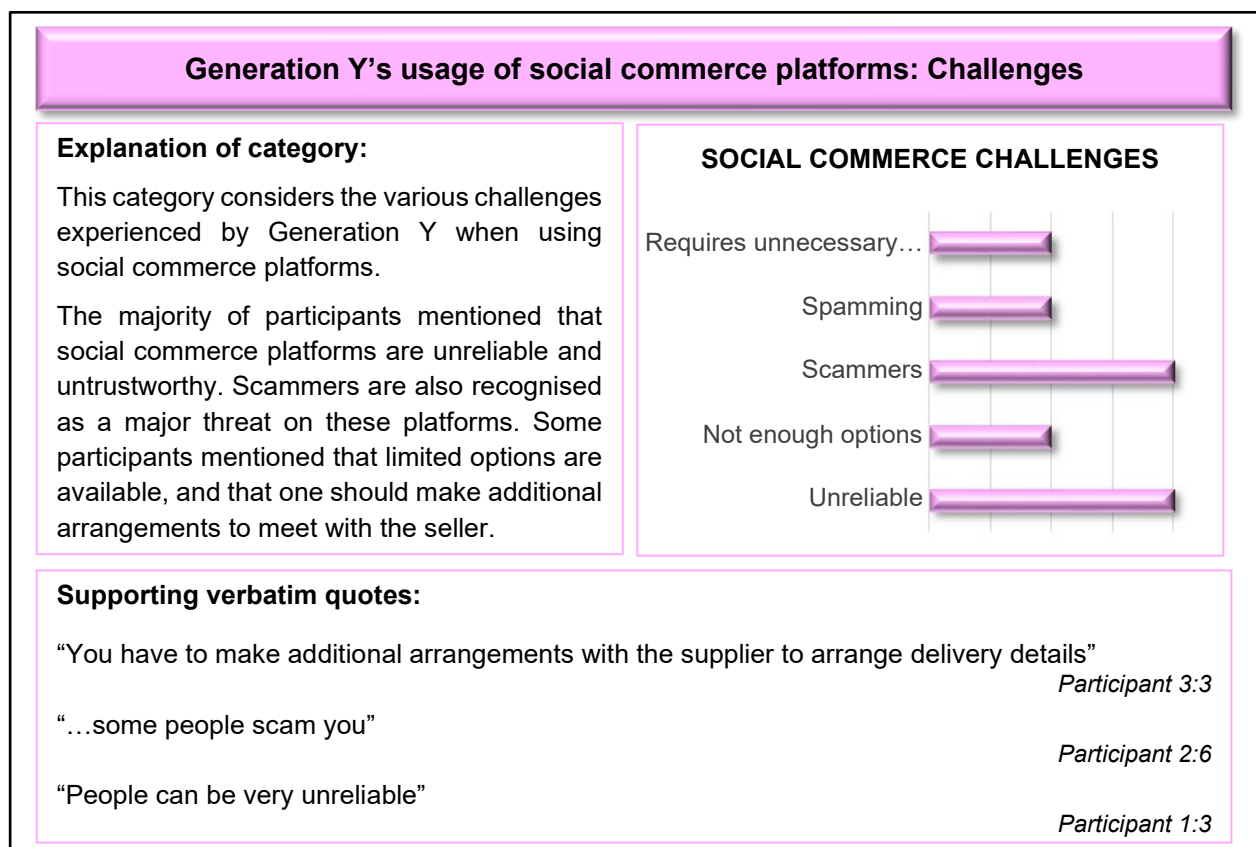 Generation Y’s usage of social commerce platforms: Challenges
Explanation of category:
This category considers the various challenges
experienced by Generation Y when using
social commerce platforms.
The majority of participants mentioned that
social commerce platforms are unreliable and
untrustworthy. Scammers are also recognised
as a major threat on these platforms. Some
participants mentioned that limited options are
available, and that one should make additional
arrangements to meet with the seller.
SOCIAL COMMERCE CHALLENGES
Requires unnecessary…
Spamming
Scammers
Not enough options
Unreliable
Supporting verbatim quotes:
“You have to make additional arrangements with the supplier to arrange delivery details”
Participant 3:3
“…some people scam you”
Participant 2:6
“People can be very unreliable”
Participant 1:3